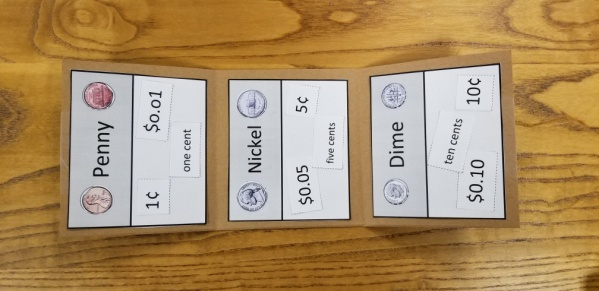 Penny
1¢ $0.01
one cent
Nickel
$0.05 5¢
five cents
Dime
ten cents
$0.10 10¢